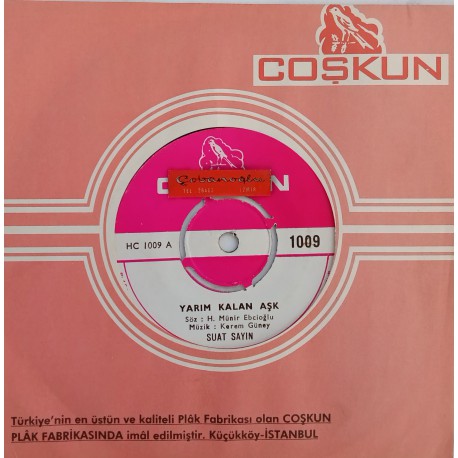 COŞKUN
HC 1009 A
1009
YARIM KALAN AŞK
Söz : H. Münir Ebcioğlu
Müzik : Kerem Güney
SUAT SAYIN
Türkiye'nin en üstün ve kaliteli Plâk Fabrikası olan COŞKUN
PLÂK FABRİKASINDA imâl edilmiştir. Küçükköy-İSTANBUL